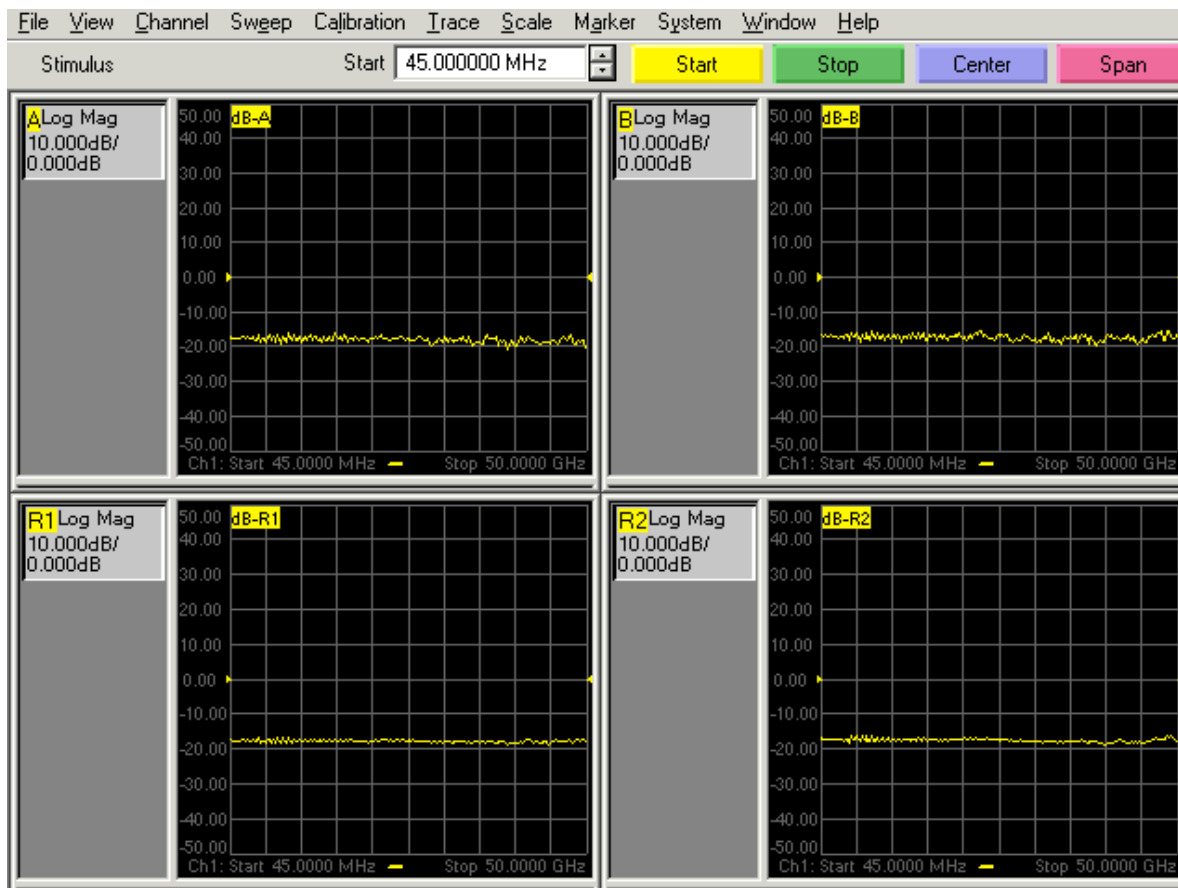 File View Channel Sweep Calibration Trace Scale Marker System Window Help
Stimulus Start 45.000000 MHz Start Stop Center Span
A Log Mag
10.000dB/
0.000dB
dB-A
50.00
40.00
30.00
20.00
10.00
0.00
-10.00
-20.00
-30.00
-40.00
-50.00
Ch1: Start 45.0000 MHz Stop 50.0000 GHz
B Log Mag
10.000dB/
0.000dB
dB-B
50.00
40.00
30.00
20.00
10.00
0.00
-10.00
-20.00
-30.00
-40.00
-50.00
Ch1: Start 45.0000 MHz Stop 50.0000 GHz
R1 Log Mag
10.000dB/
0.000dB
dB-R1
50.00
40.00
30.00
20.00
10.00
0.00
-10.00
-20.00
-30.00
-40.00
-50.00
Ch1: Start 45.0000 MHz Stop 50.0000 GHz
R2 Log Mag
10.000dB/
0.000dB
dB-R2
50.00
40.00
30.00
20.00
10.00
0.00
-10.00
-20.00
-30.00
-40.00
-50.00
Ch1: Start 45.0000 MHz Stop 50.0000 GHz